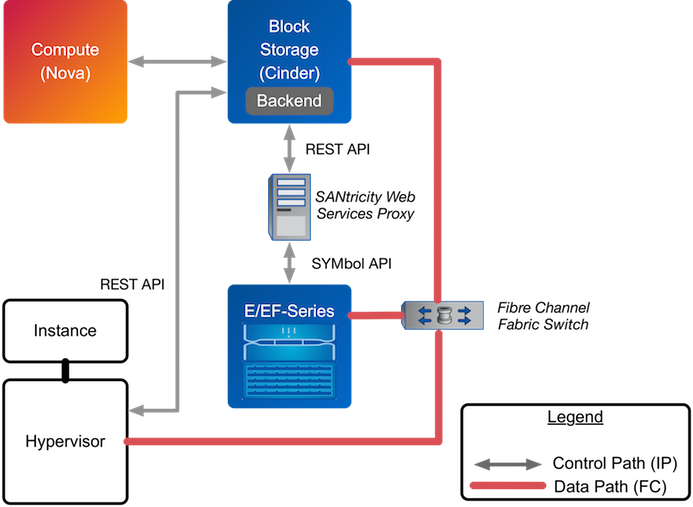 Compute
(Nova)
Block
Storage
(Cinder)
Backend
REST API
SANtricity Web
Services Proxy
SYMbol API
REST API
E/EF-Series
Fibre Channel
Fabric Switch
Instance
Hypervisor
Legend
Control Path (IP)
Data Path (FC)